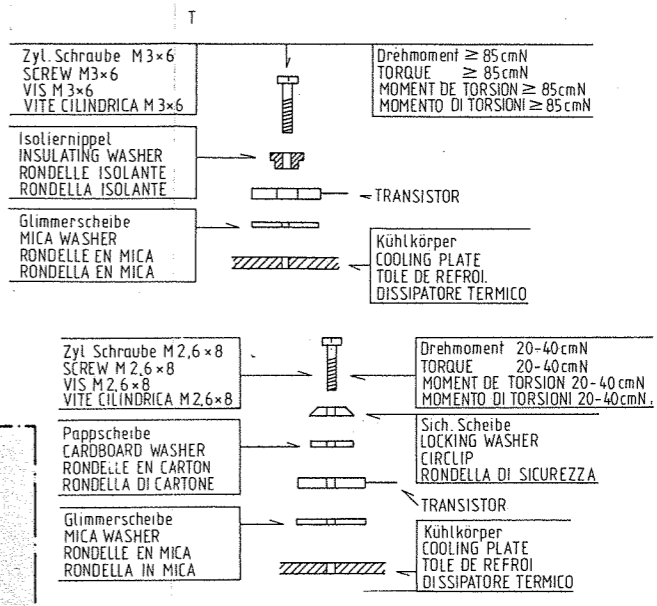 T
Zyl. Schraube M3×6
SCREW M3×6
VIS M3×6
VITE CILINDRICA M3×6
Drehmoment ≥ 85cmN
TORQUE ≥ 85cmN
MOMENT DE TORSION ≥ 85cmN
MOMENTO DI TORSIONI ≥ 85cmN
Isoliernippel
INSULATING WASHER
RONDELLE ISOLANTE
RONDELLA ISOLANTE
TRANSISTOR
Glimmerscheibe
MICA WASHER
RONDELLE EN MICA
RONDELLA EN MICA
Kühlkörper
COOLING PLATE
TOLE DE REFROI.
DISSIPATORE TERMICO
Zyl Schraube M2,6×8
SCREW M2,6×8
VIS M2,6×8
VITE CILINDRICA M2,6×8
Drehmoment 20-40cmN
TORQUE 20-40cmN
MOMENT DE TORSION 20-40cmN
MOMENTO DI TORSIONI 20-40cmN.
Sich. Scheibe
LOCKING WASHER
CIRCLIP
RONDELLA DI SICUREZZA
Pappscheibe
CARDBOARD WASHER
RONDELLE EN CARTON
RONDELLA DI CARTONE
TRANSISTOR
Glimmerscheibe
MICA WASHER
RONDELLE EN MICA
RONDELLA IN MICA
Kühlkörper
COOLING PLATE
TOLE DE REFROI
DISSIPATORE TERMICO